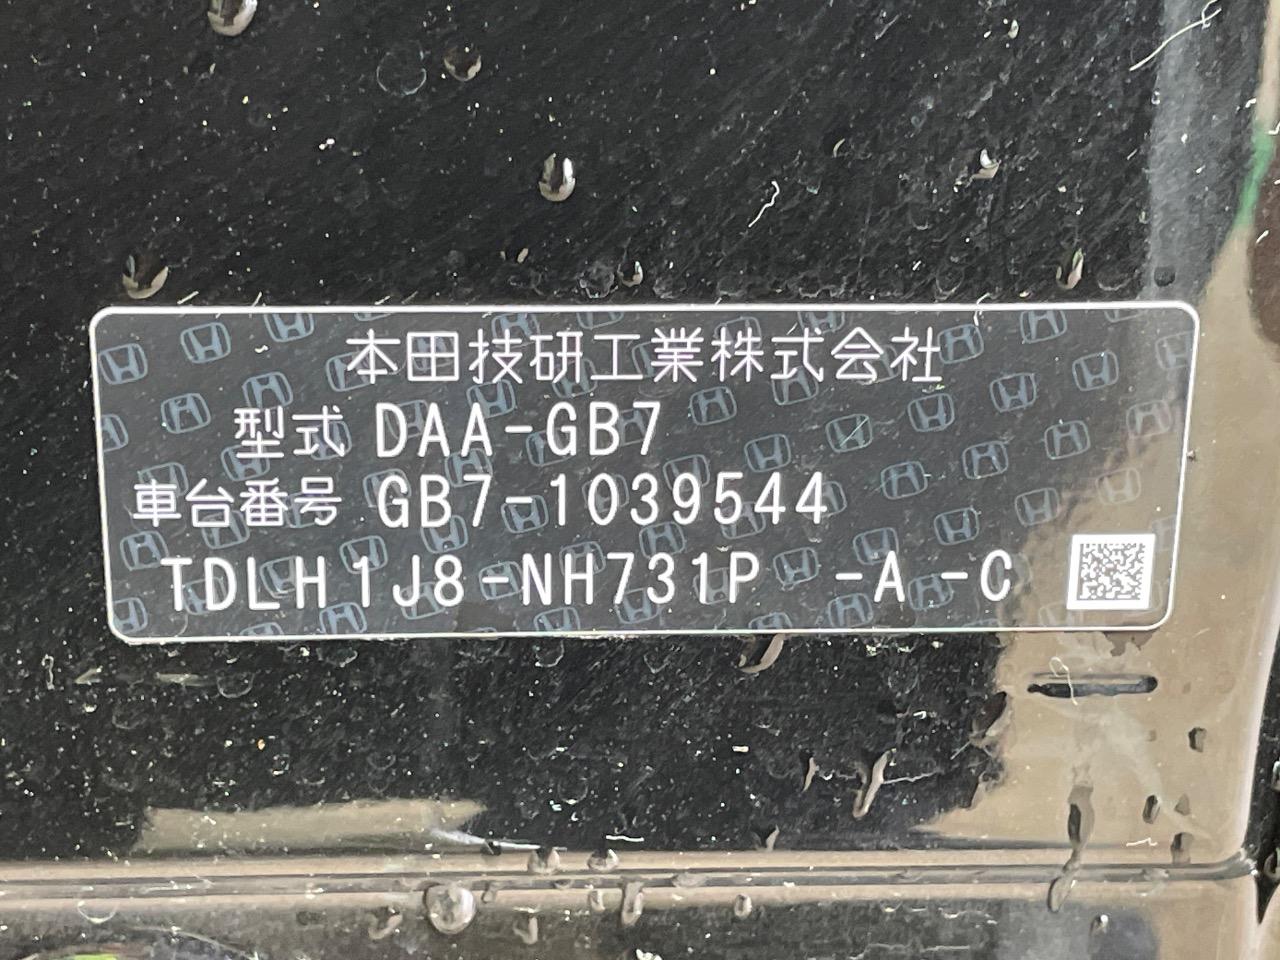 本田技研工業株式会社
型式 DAA-GB7
車台番号 GB7-1039544
TDLH1J8-NH731P -A-C